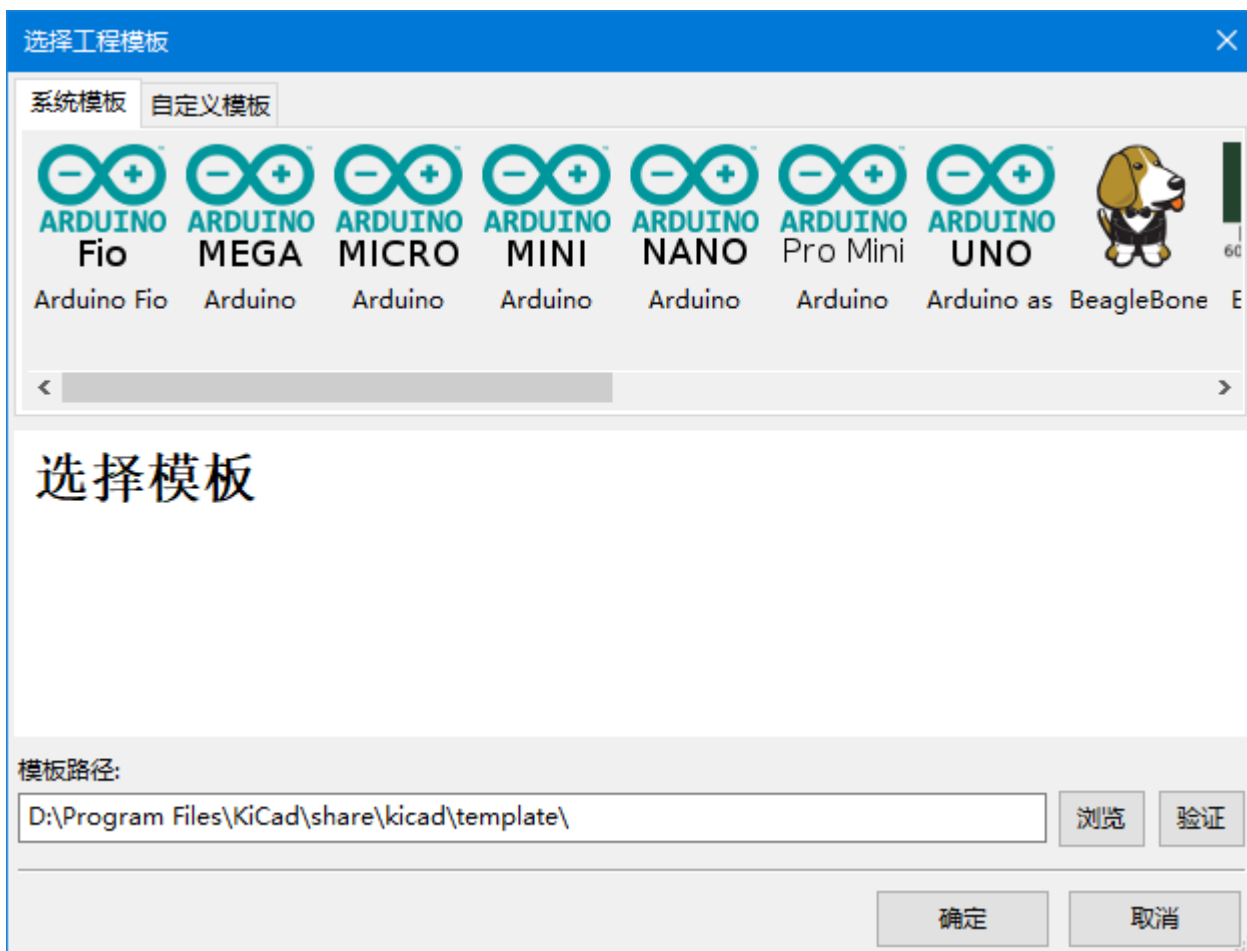 选择工程模板
系统模板 自定义模板
ARDUINO ARDUINO ARDUINO ARDUINO ARDUINO ARDUINO ARDUINO
Fio MEGA MICRO MINI NANO Pro Mini UNO
Arduino Fio Arduino Arduino Arduino Arduino Arduino Arduino as BeagleBone
选择模板
模板路径:
D:\Program Files\KiCad\share\kicad\template\ 浏览 验证
确定 取消